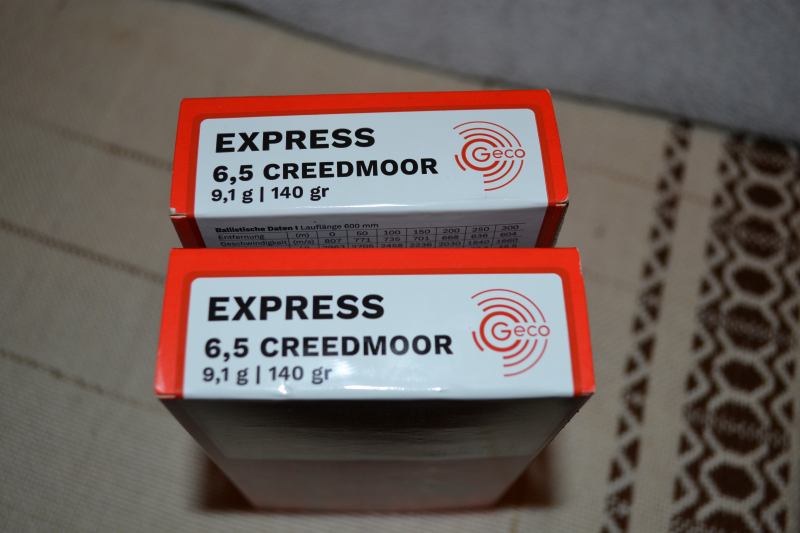 EXPRESS
6,5 CREEDMOOR
9,1 g | 140 gr
Geco
Ballistische Daten I Lauflänge 600 mm
Entfernung (m) 0 50 100 150 200 250 300
Geschwindigkeit (m/s) 807 771 735 701 668 636 604
EXPRESS
6,5 CREEDMOOR
9,1 g | 140 gr
Geco